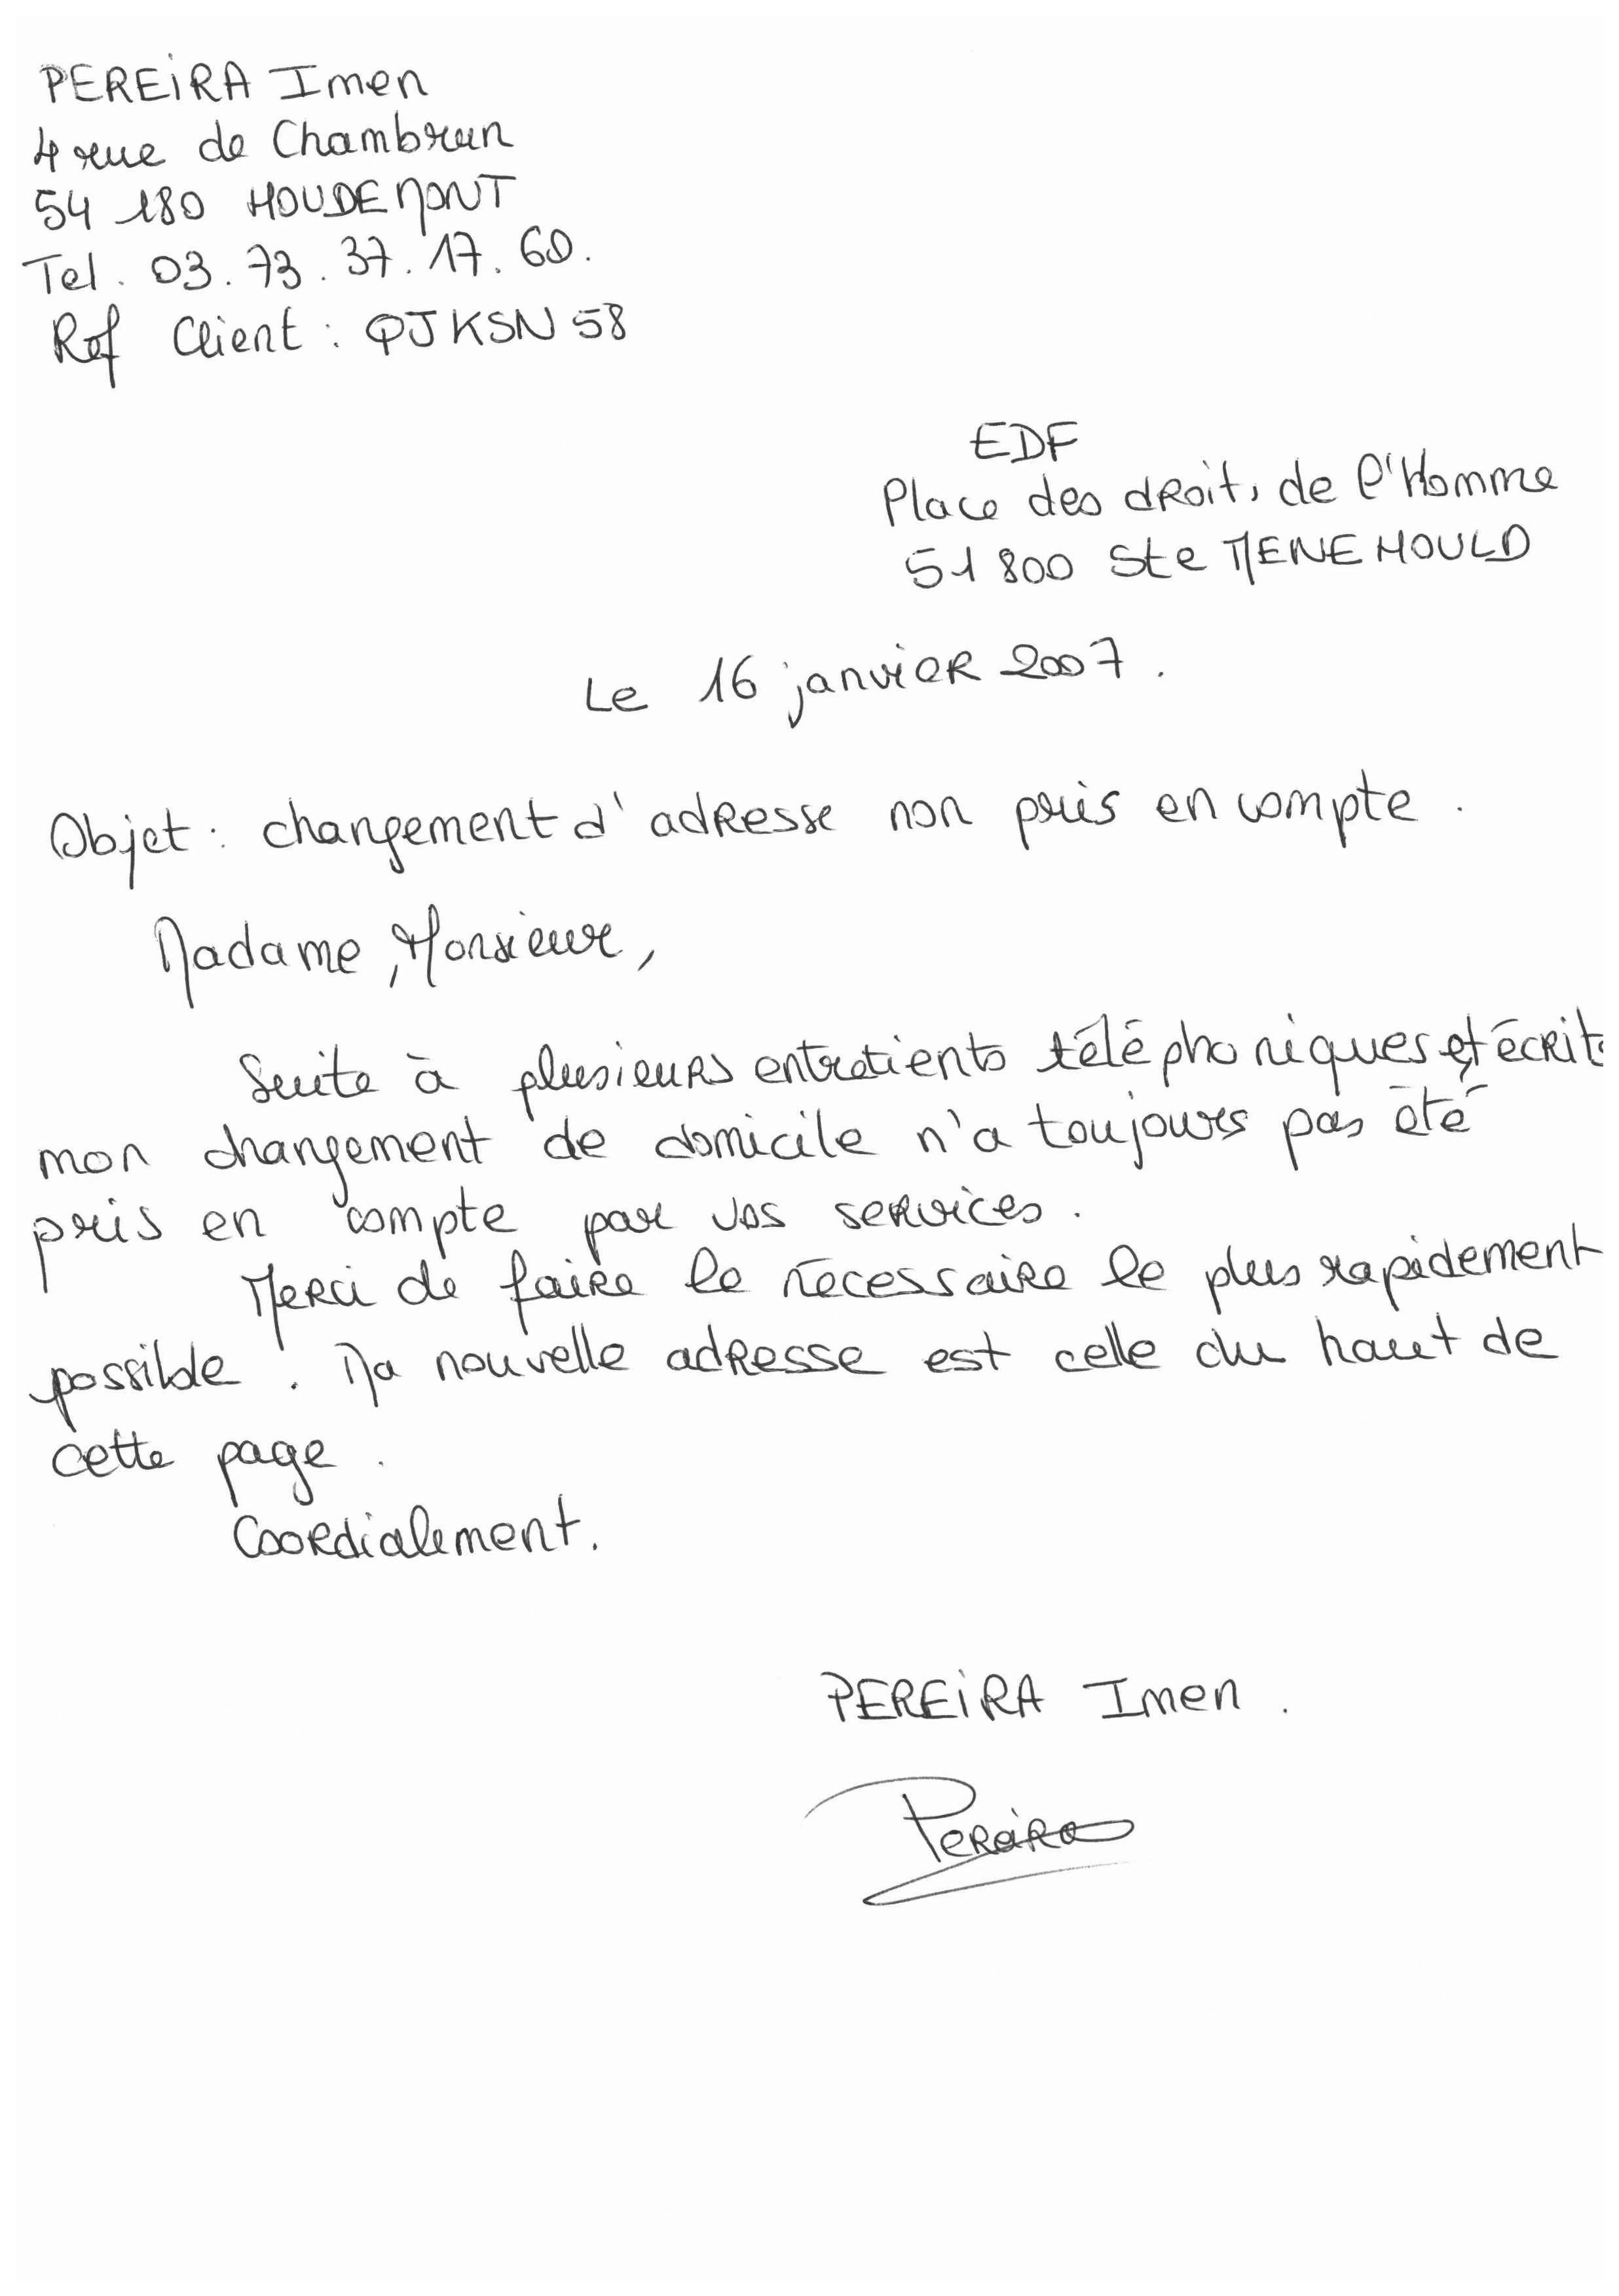 PEREIRA Imen
4 rue de Chambrun
54 180 HOUDEMONT
Tel. 03.73.37.17.60.
Ref Client : QJKSN58
EDF
Place des droits de l'Homme
51 800 Ste MENEHOULD
Le 16 janvier 2007.
Objet : changement d'adresse non pris en compte.
Madame, Monsieur,
Suite à plusieurs entretients téléphoniques et écrits
mon changement de domicile n'a toujours pas été
pris en compte par vos services.
Merci de faire le nécessaire le plus rapidement
possible. Ma nouvelle adresse est celle du haut de
cette page.
Coordialement.
PEREIRA Imen.
Pereira